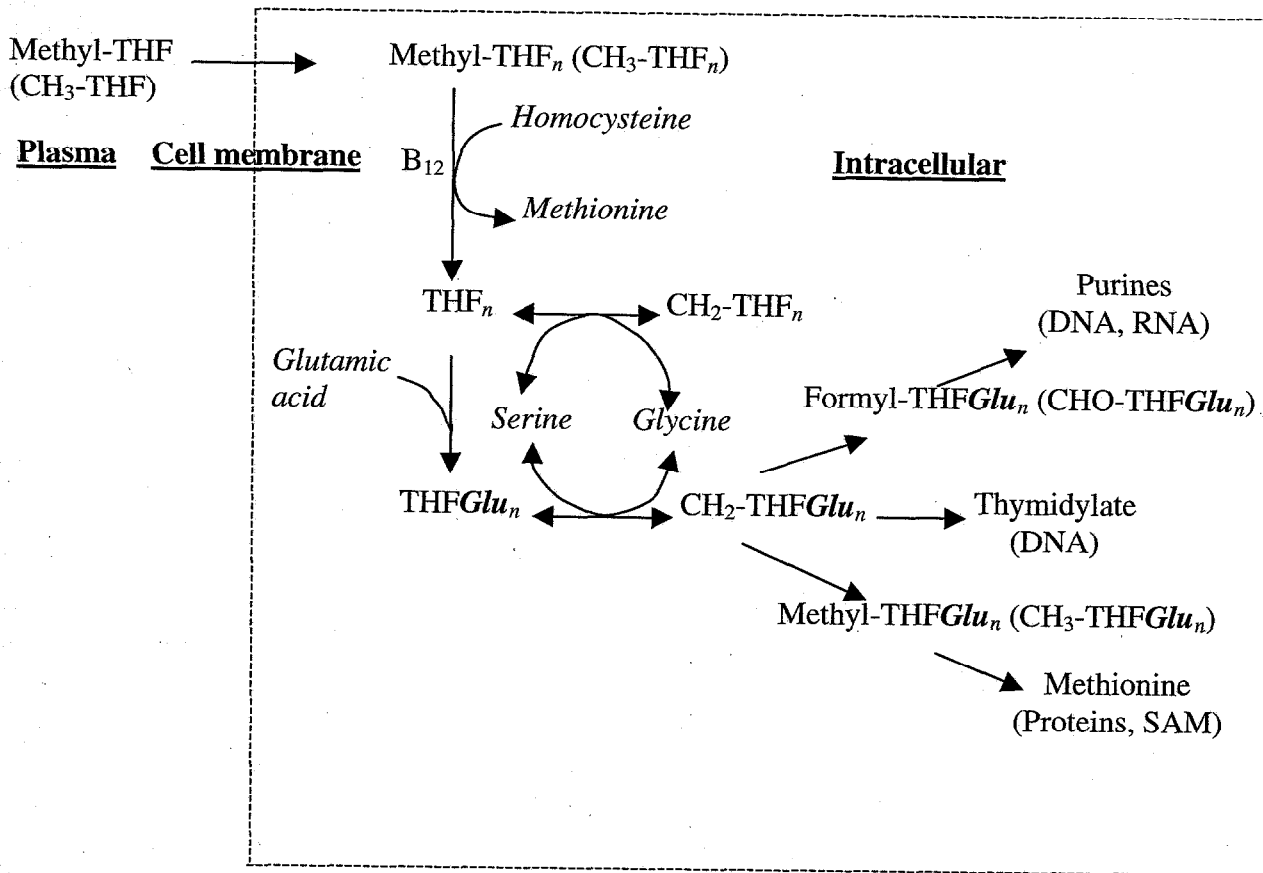 Methyl-THF
(CH₃-THF)
Methyl-THFₙ (CH₃-THFₙ)
Homocysteine
Plasma
Cell membrane
B₁₂
Intracellular
Methionine
THFₙ
CH₂-THFₙ
Purines
(DNA, RNA)
Glutamic
acid
Serine
Glycine
Formyl-THFGluₙ (CHO-THFGluₙ)
THFGluₙ
CH₂-THFGluₙ
Thymidylate
(DNA)
Methyl-THFGluₙ (CH₃-THFGluₙ)
Methionine
(Proteins, SAM)